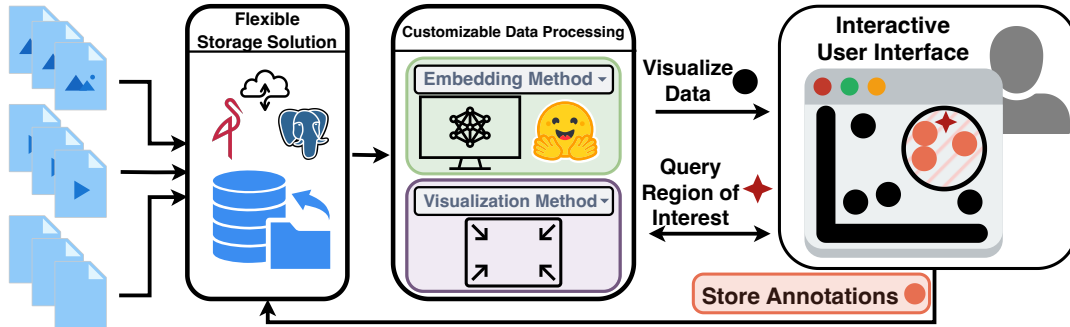 Flexible
Storage Solution
Customizable Data Processing
Embedding Method
Visualization Method
Visualize
Data
Query
Region of
Interest
Interactive
User Interface
Store Annotations